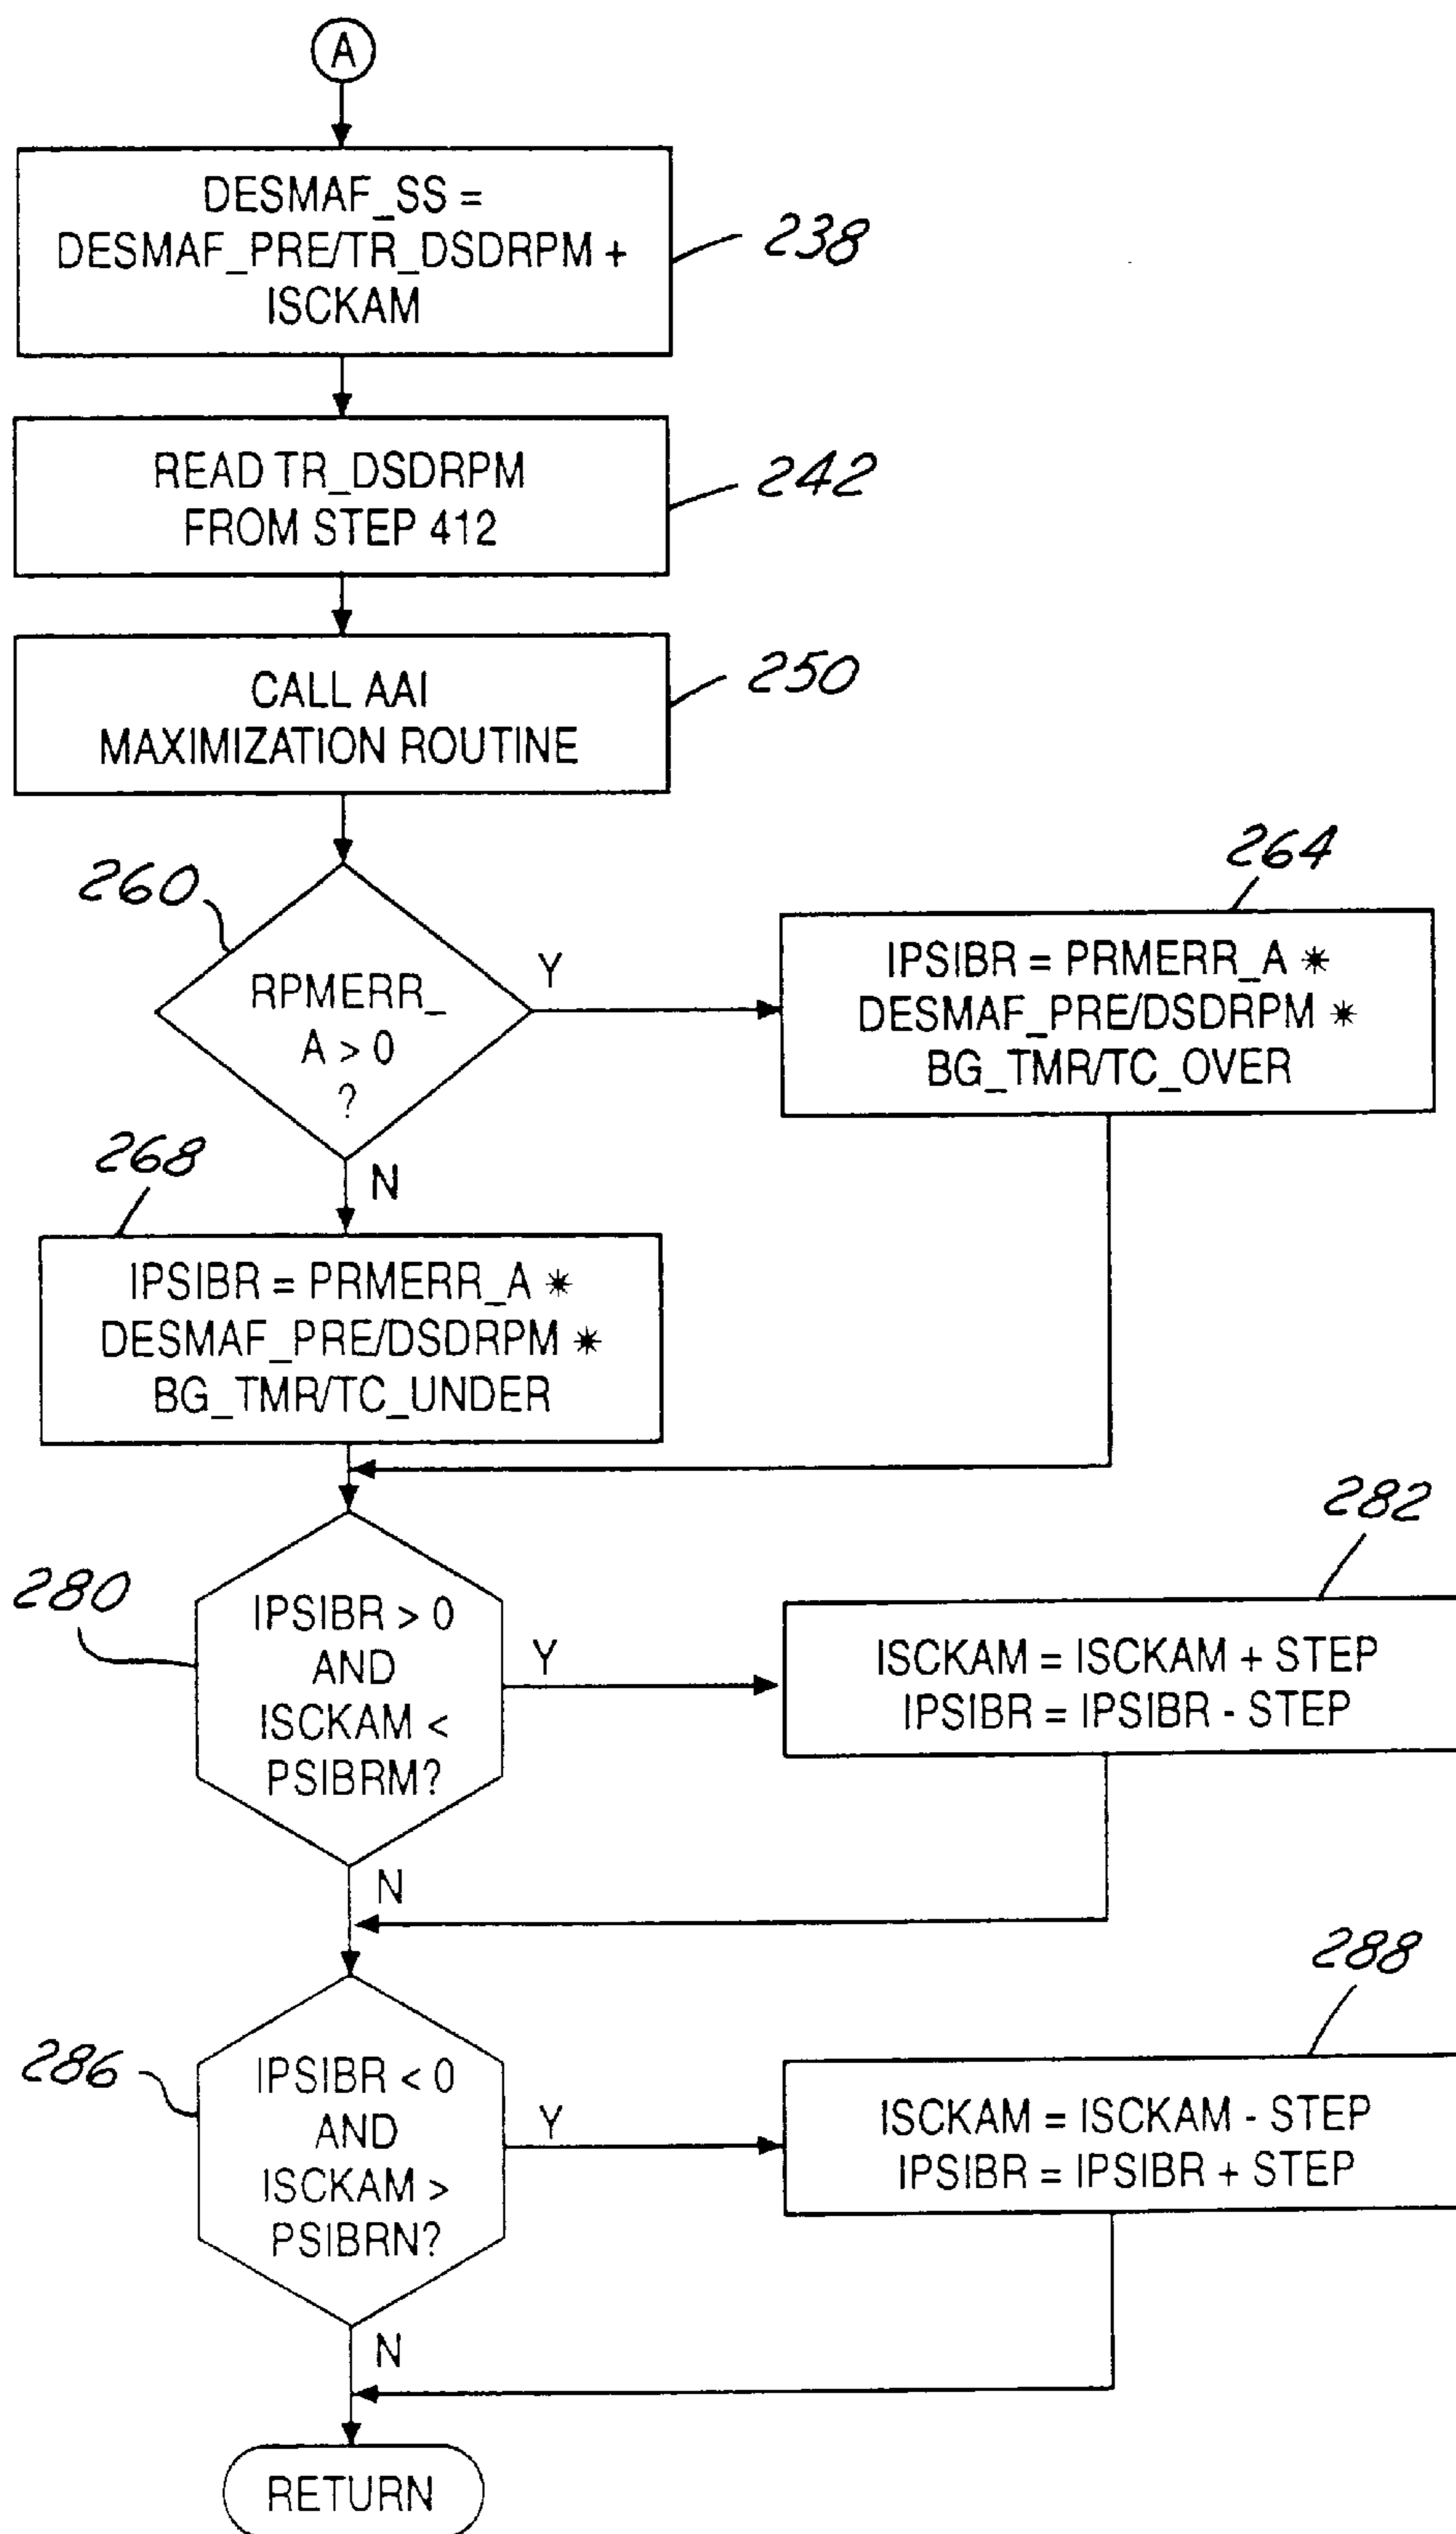 A
DESMAF_SS =
DESMAF_PRE/TR_DSDRPM +
ISCKAM
238
READ TR_DSDRPM
FROM STEP 412
242
CALL AAI
MAXIMIZATION ROUTINE
250
260
RPMERR_
A > 0
?
Y
N
264
IPSIBR = PRMERR_A *
DESMAF_PRE/DSDRPM *
BG_TMR/TC_OVER
268
IPSIBR = PRMERR_A *
DESMAF_PRE/DSDRPM *
BG_TMR/TC_UNDER
280
IPSIBR > 0
AND
ISCKAM <
PSIBRM?
Y
N
282
ISCKAM = ISCKAM + STEP
IPSIBR = IPSIBR - STEP
286
IPSIBR < 0
AND
ISCKAM >
PSIBRN?
Y
N
288
ISCKAM = ISCKAM - STEP
IPSIBR = IPSIBR + STEP
RETURN